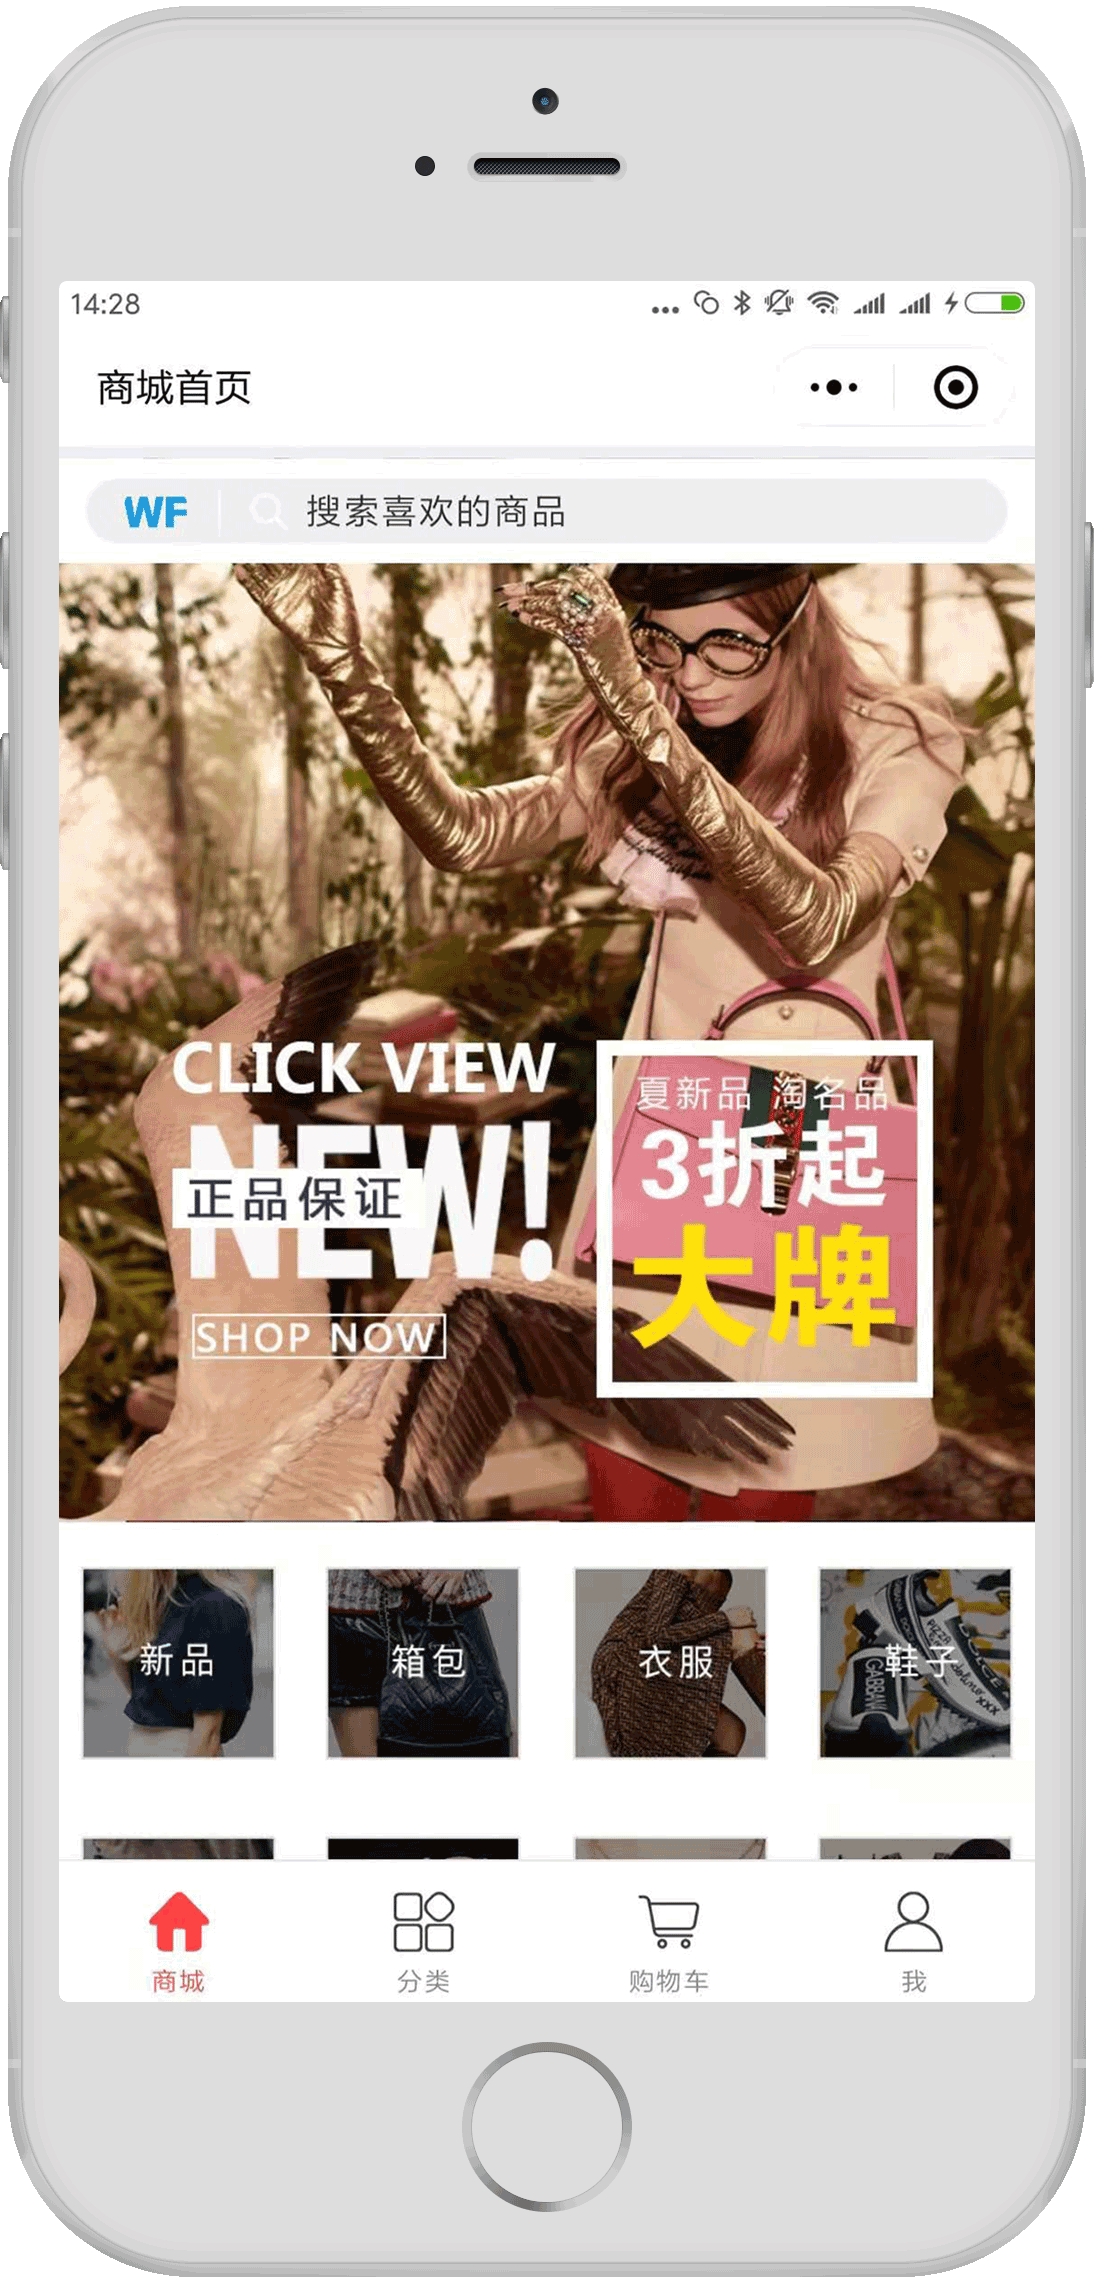 14:28
商城首页
WF 搜索喜欢的商品
CLICK VIEW
NEW!
正品保证
SHOP NOW
夏新品 淘名品
3折起
大牌
新品 箱包 衣服 鞋子
商城 分类 购物车 我